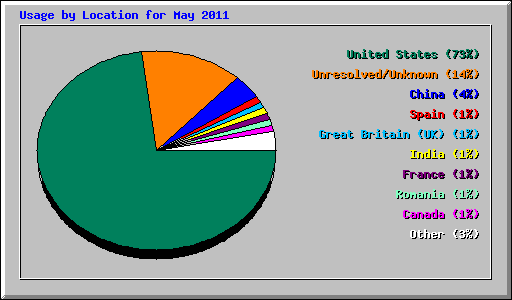 Usage by Location for May 2011
United States (73%)
Unresolved/Unknown (14%)
China (4%)
Spain (1%)
Great Britain (UK) (1%)
India (1%)
France (1%)
Romania (1%)
Canada (1%)
Other (3%)